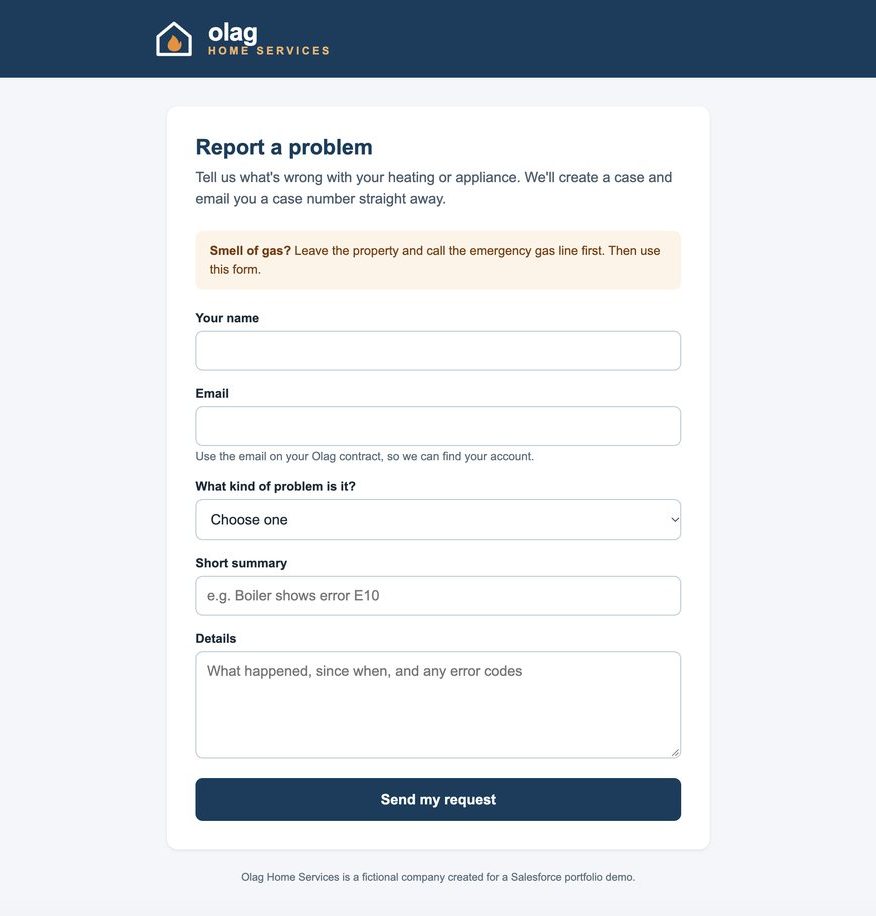 olag
HOME SERVICES
Report a problem
Tell us what's wrong with your heating or appliance. We'll create a case and
email you a case number straight away.
Smell of gas? Leave the property and call the emergency gas line first. Then use
this form.
Your name
Email
Use the email on your Olag contract, so we can find your account.
What kind of problem is it?
Choose one
Short summary
e.g. Boiler shows error E10
Details
What happened, since when, and any error codes
Send my request
Olag Home Services is a fictional company created for a Salesforce portfolio demo.